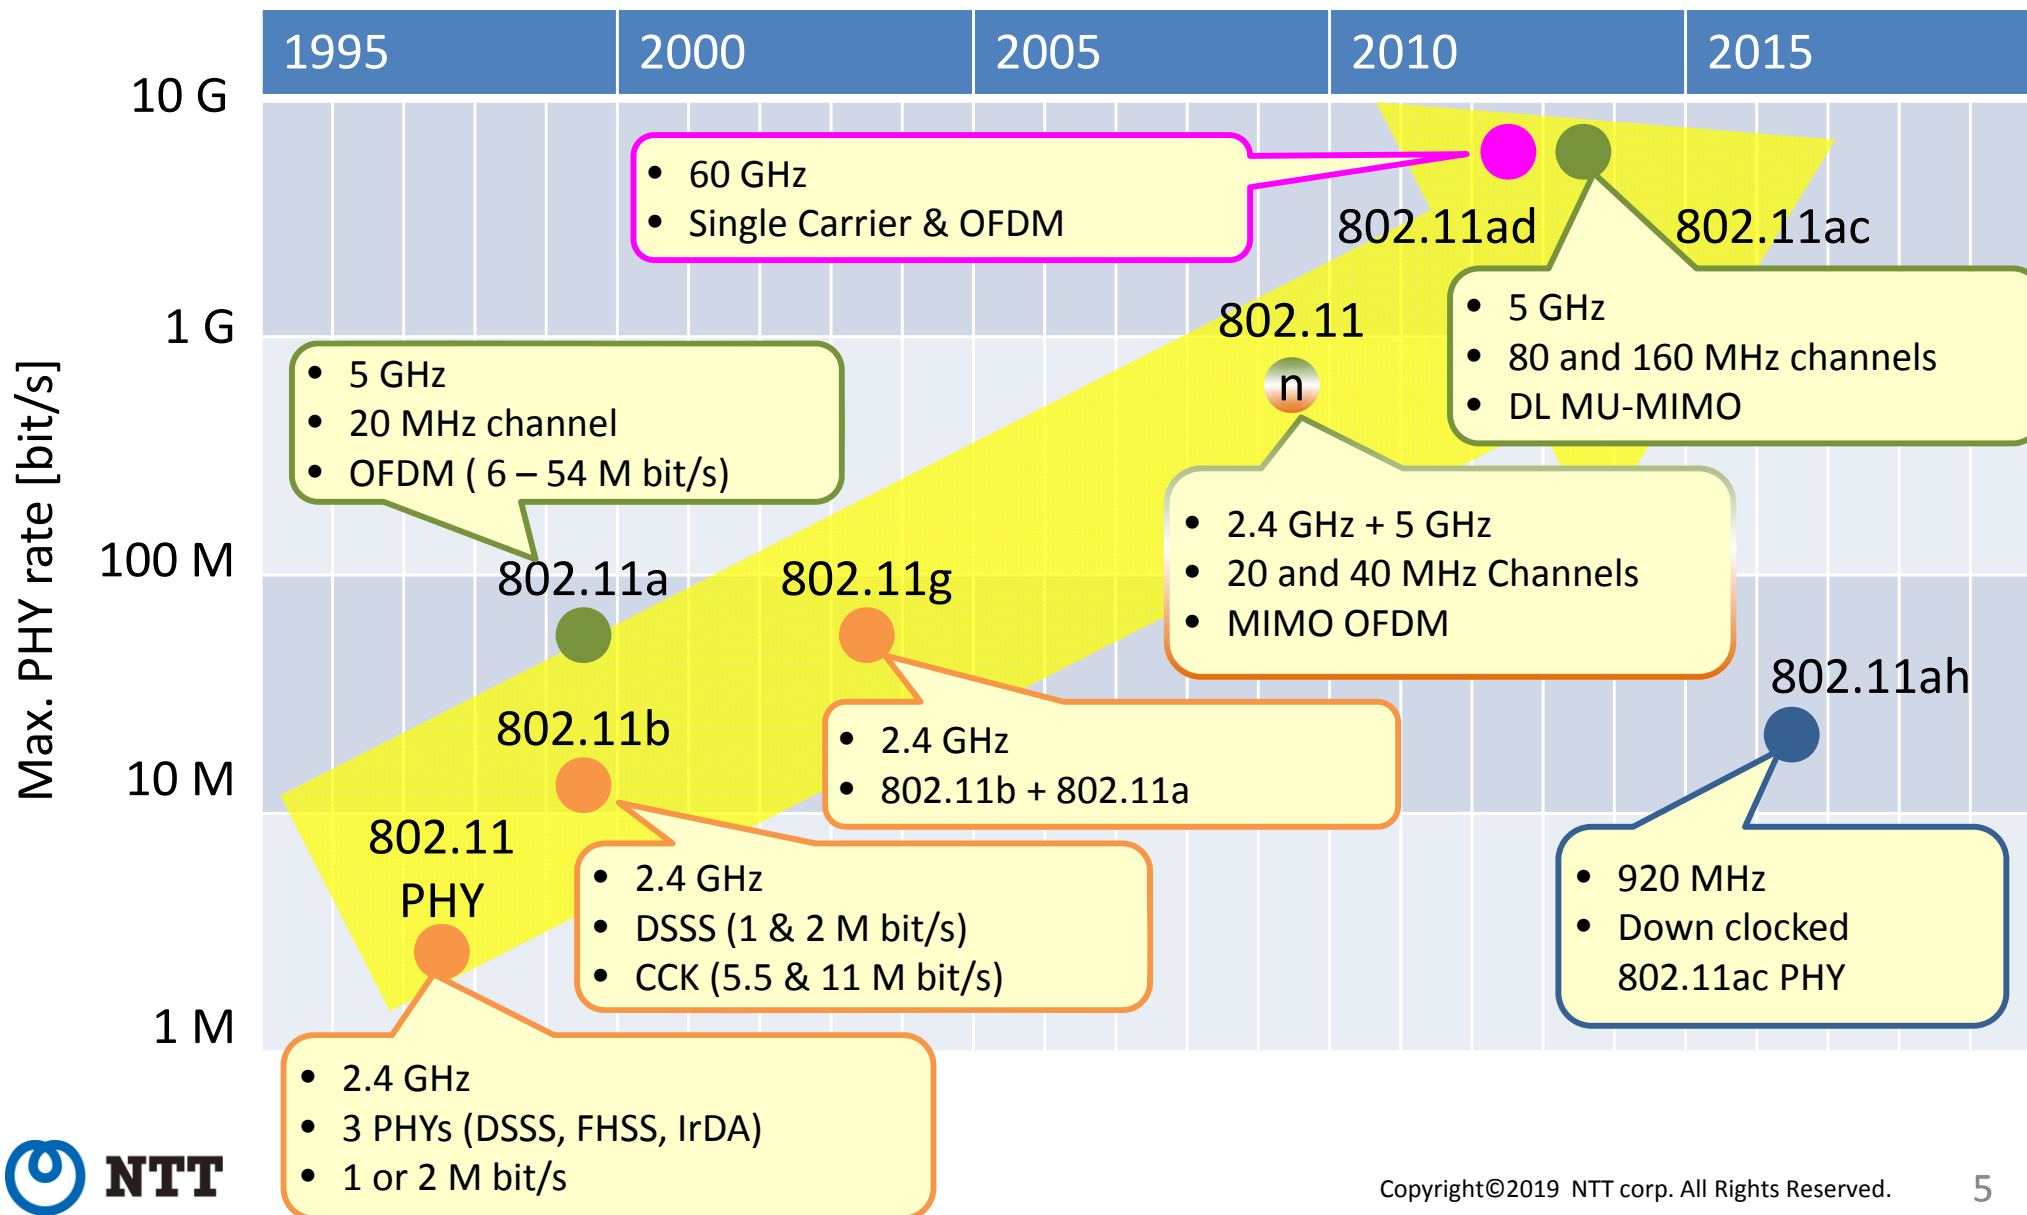 1995 2000 2005 2010 2015
10 G
1 G
100 M
10 M
1 M
Max. PHY rate [bit/s]
• 60 GHz
• Single Carrier & OFDM
802.11ad
802.11ac
• 5 GHz
• 80 and 160 MHz channels
• DL MU-MIMO
802.11
n
• 5 GHz
• 20 MHz channel
• OFDM ( 6 – 54 M bit/s)
• 2.4 GHz + 5 GHz
• 20 and 40 MHz Channels
• MIMO OFDM
802.11a
802.11g
802.11ah
802.11b
• 2.4 GHz
• 802.11b + 802.11a
802.11
PHY
• 2.4 GHz
• DSSS (1 & 2 M bit/s)
• CCK (5.5 & 11 M bit/s)
• 920 MHz
• Down clocked
802.11ac PHY
• 2.4 GHz
• 3 PHYs (DSSS, FHSS, IrDA)
• 1 or 2 M bit/s
NTT
Copyright©2019 NTT corp. All Rights Reserved.
5